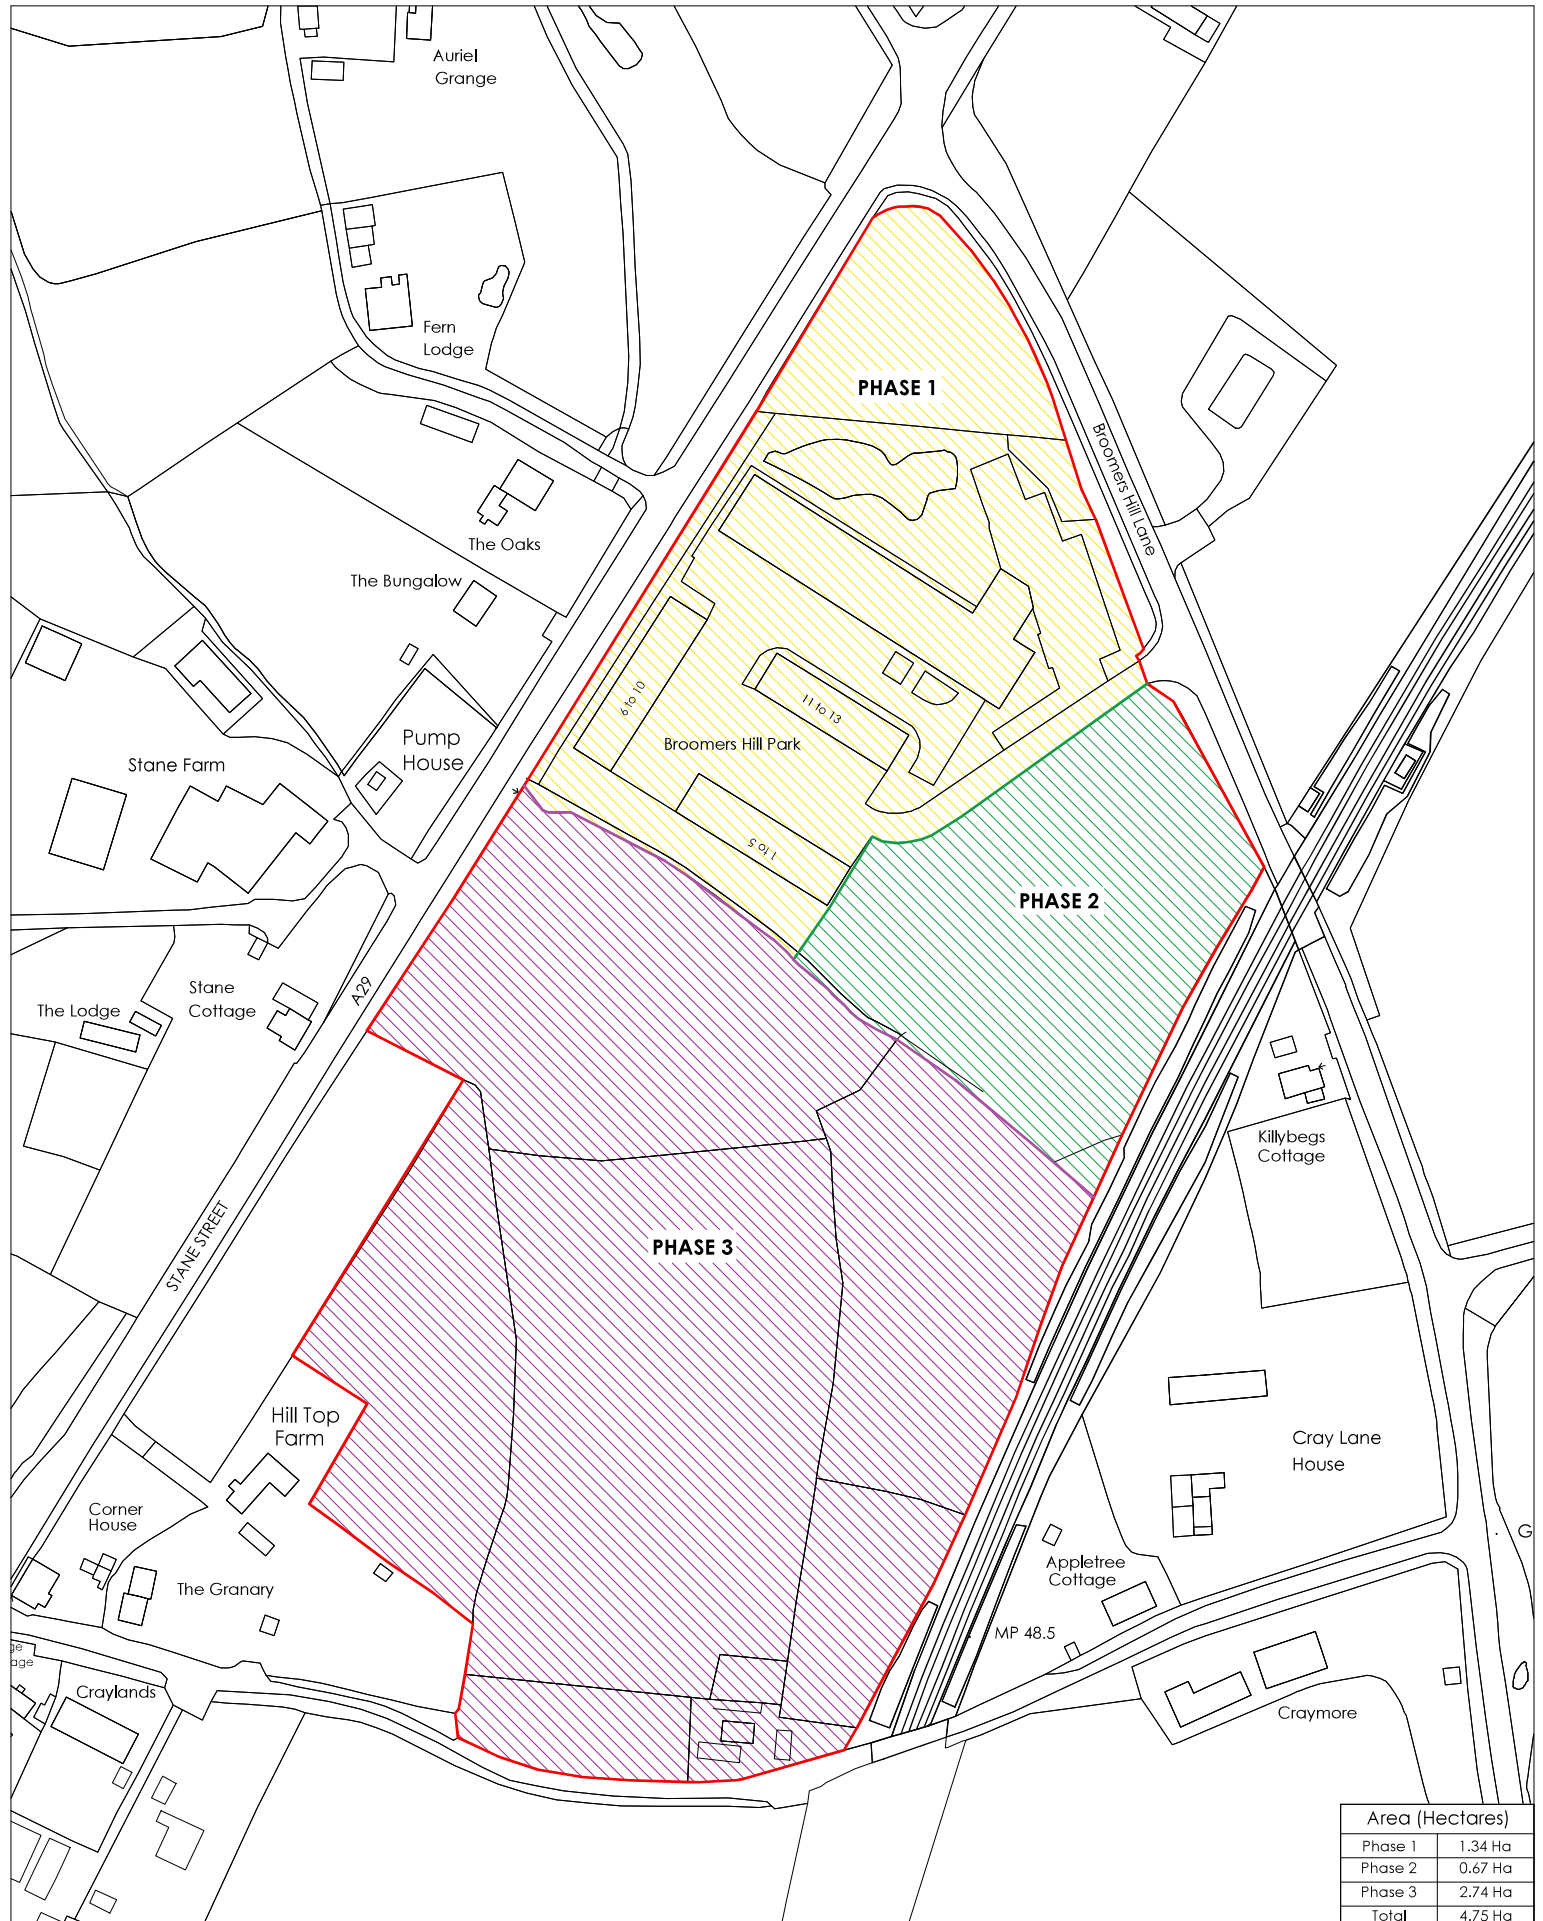 Auriel
Grange
Fern
Lodge
PHASE 1
Broomers Hill Lane
The Oaks
The Bungalow
6 to 10
11 to 13
Pump
House
Broomers Hill Park
Stane Farm
1 to 5
PHASE 2
Stane
Cottage
The Lodge
A29
Killybegs
Cottage
STANE STREET
PHASE 3
Hill Top
Farm
Cray Lane
House
Corner
House
G
Appletree
Cottage
The Granary
MP 48.5
ge
age
Craylands
Craymore
Area (Hectares)
Phase 1 1.34 Ha
Phase 2 0.67 Ha
Phase 3 2.74 Ha
Total 4.75 Ha